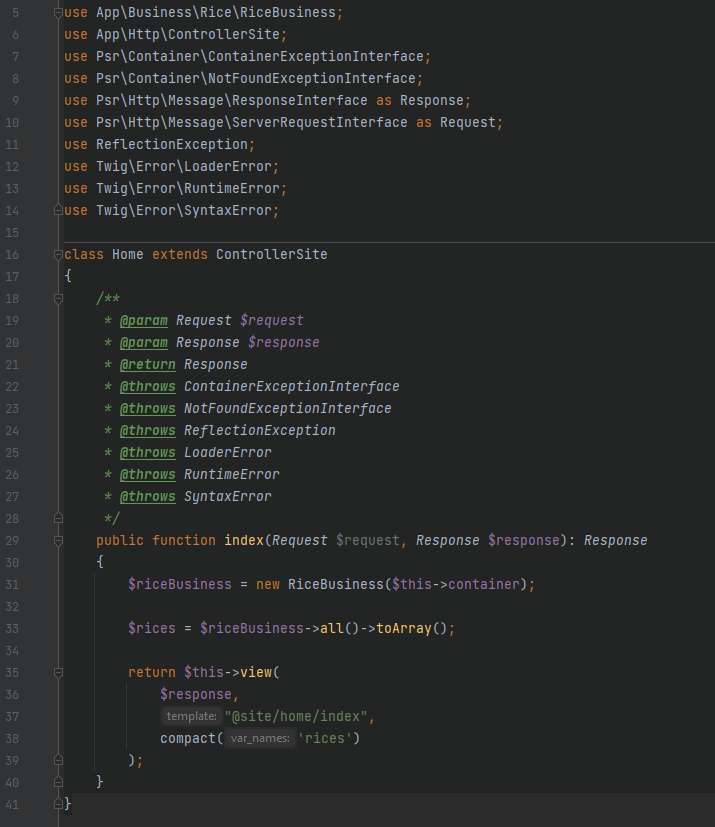 5 use App\Business\Rice\RiceBusiness;
6 use App\Http\ControllerSite;
7 use Psr\Container\ContainerExceptionInterface;
8 use Psr\Container\NotFoundExceptionInterface;
9 use Psr\Http\Message\ResponseInterface as Response;
10 use Psr\Http\Message\ServerRequestInterface as Request;
11 use ReflectionException;
12 use Twig\Error\LoaderError;
13 use Twig\Error\RuntimeError;
14 use Twig\Error\SyntaxError;
15
16 class Home extends ControllerSite
17 {
18     /**
19      * @param Request $request
20      * @param Response $response
21      * @return Response
22      * @throws ContainerExceptionInterface
23      * @throws NotFoundExceptionInterface
24      * @throws ReflectionException
25      * @throws LoaderError
26      * @throws RuntimeError
27      * @throws SyntaxError
28      */
29     public function index(Request $request, Response $response): Response
30     {
31         $riceBusiness = new RiceBusiness($this->container);
32
33         $rices = $riceBusiness->all()->toArray();
34
35         return $this->view(
36             $response,
37             template: "@site/home/index",
38             compact( var_names: 'rices')
39         );
40     }
41 }